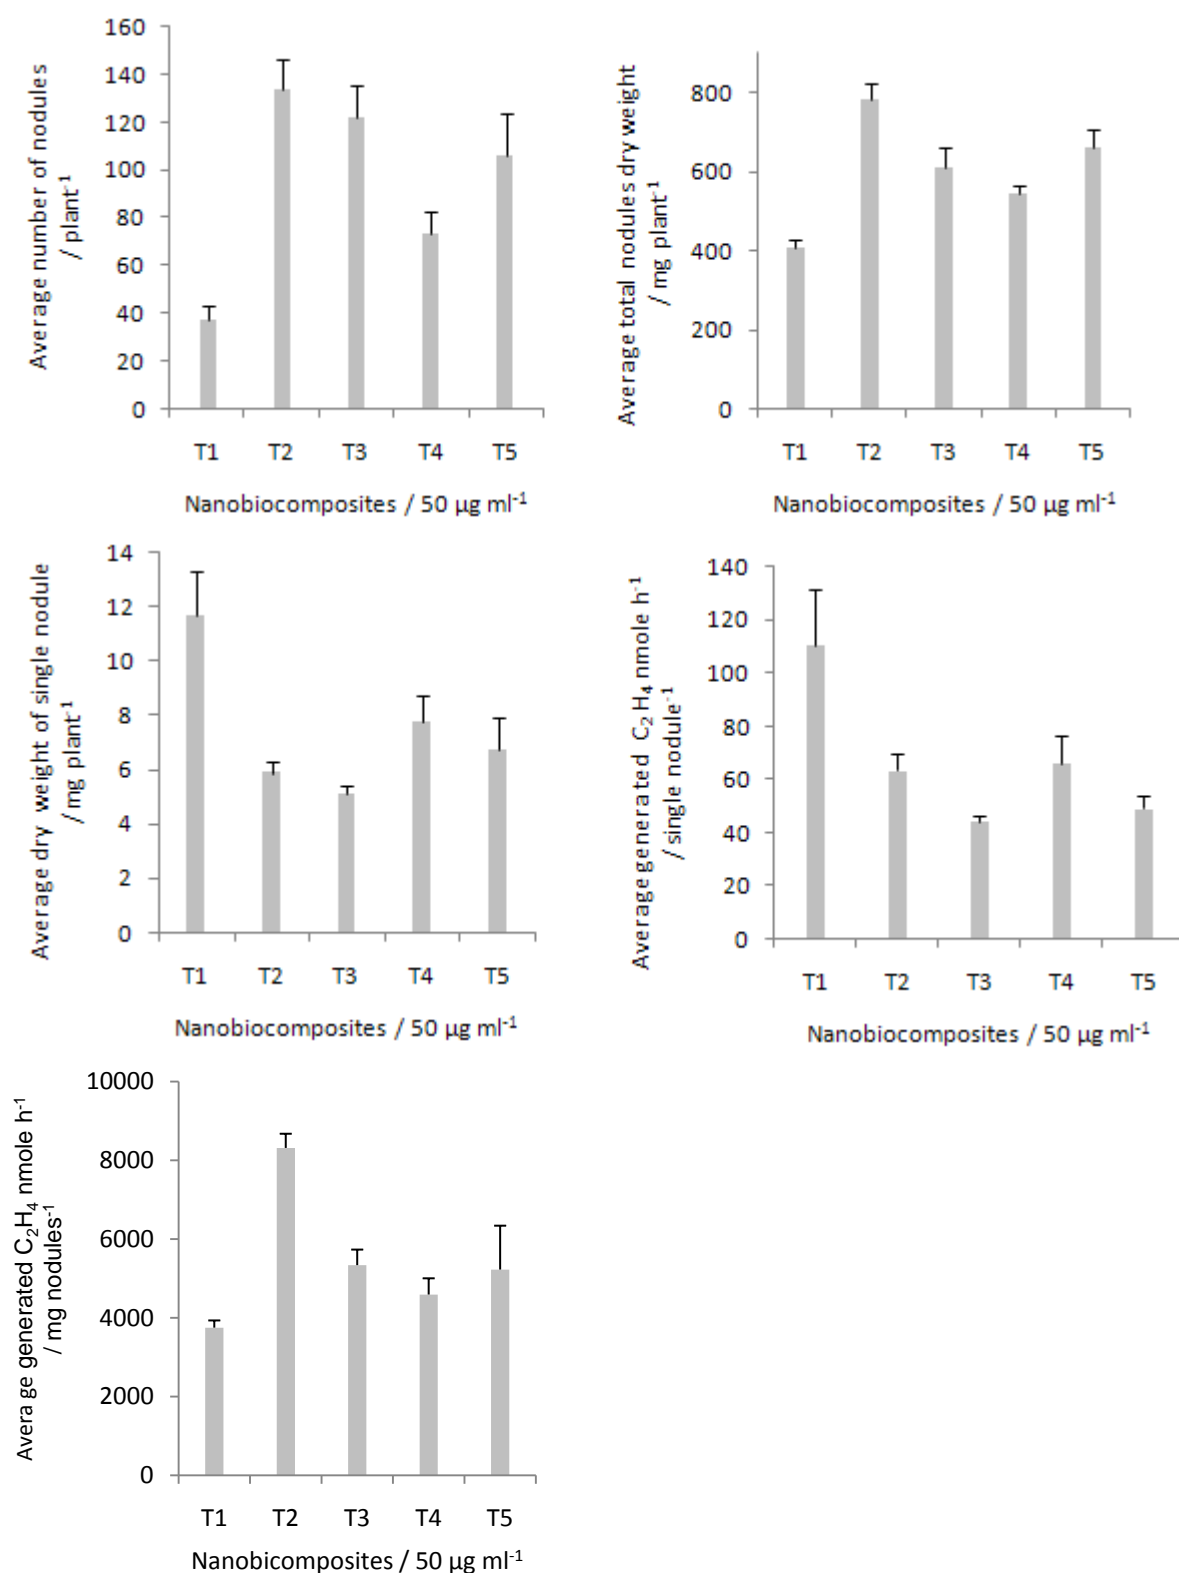 Average number of nodules
/ plant⁻¹
160
140
120
100
80
60
40
20
0
T1 T2 T3 T4 T5
Nanobiocomposites / 50 µg ml⁻¹
Average total nodules dry weight
/ mg plant⁻¹
800
600
400
200
0
T1 T2 T3 T4 T5
Nanobiocomposites / 50 µg ml⁻¹
Average dry weight of single nodule
/ mg plant⁻¹
14
12
10
8
6
4
2
0
T1 T2 T3 T4 T5
Nanobiocomposites / 50 µg ml⁻¹
Average generated C₂H₄ nmole h⁻¹
/ single nodule⁻¹
140
120
100
80
60
40
20
0
T1 T2 T3 T4 T5
Nanobiocomposites / 50 µg ml⁻¹
Avera ge generated C₂H₄ nmole h⁻¹
/ mg nodules⁻¹
10000
8000
6000
4000
2000
0
T1 T2 T3 T4 T5
Nanobicomposites / 50 µg ml⁻¹